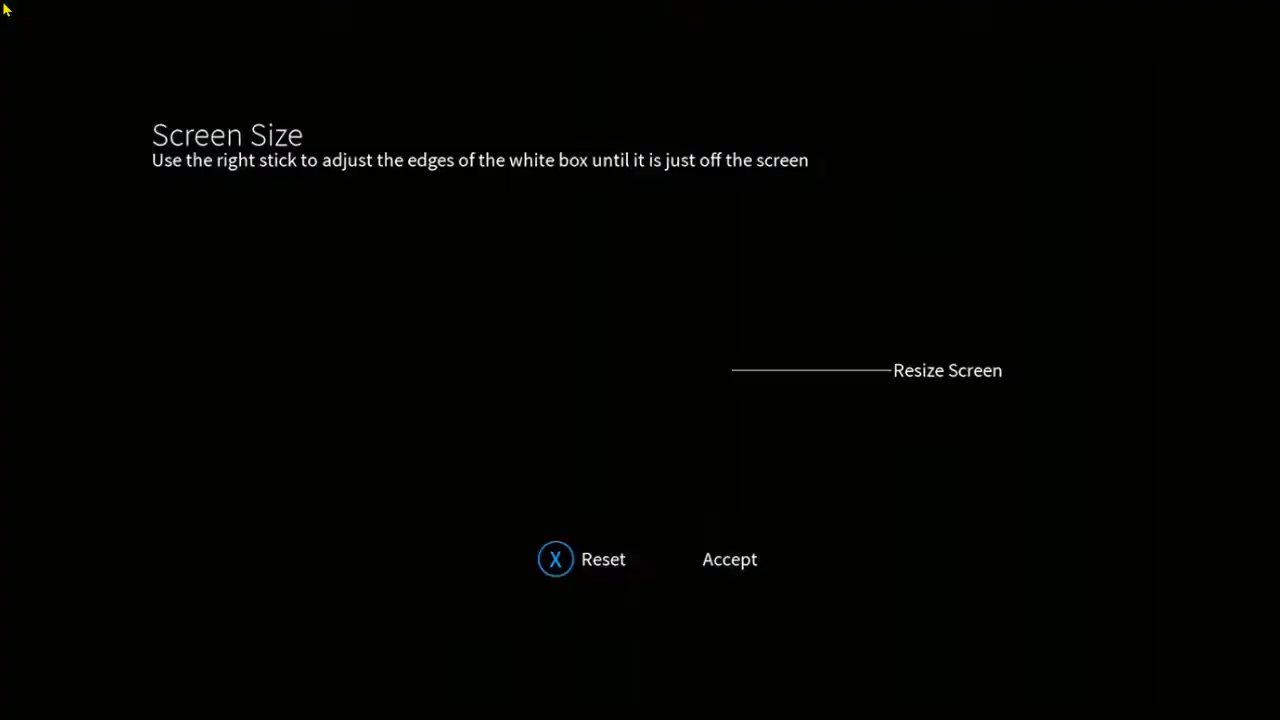 Screen Size
Use the right stick to adjust the edges of the white box until it is just off the screen
Resize Screen
X Reset Accept